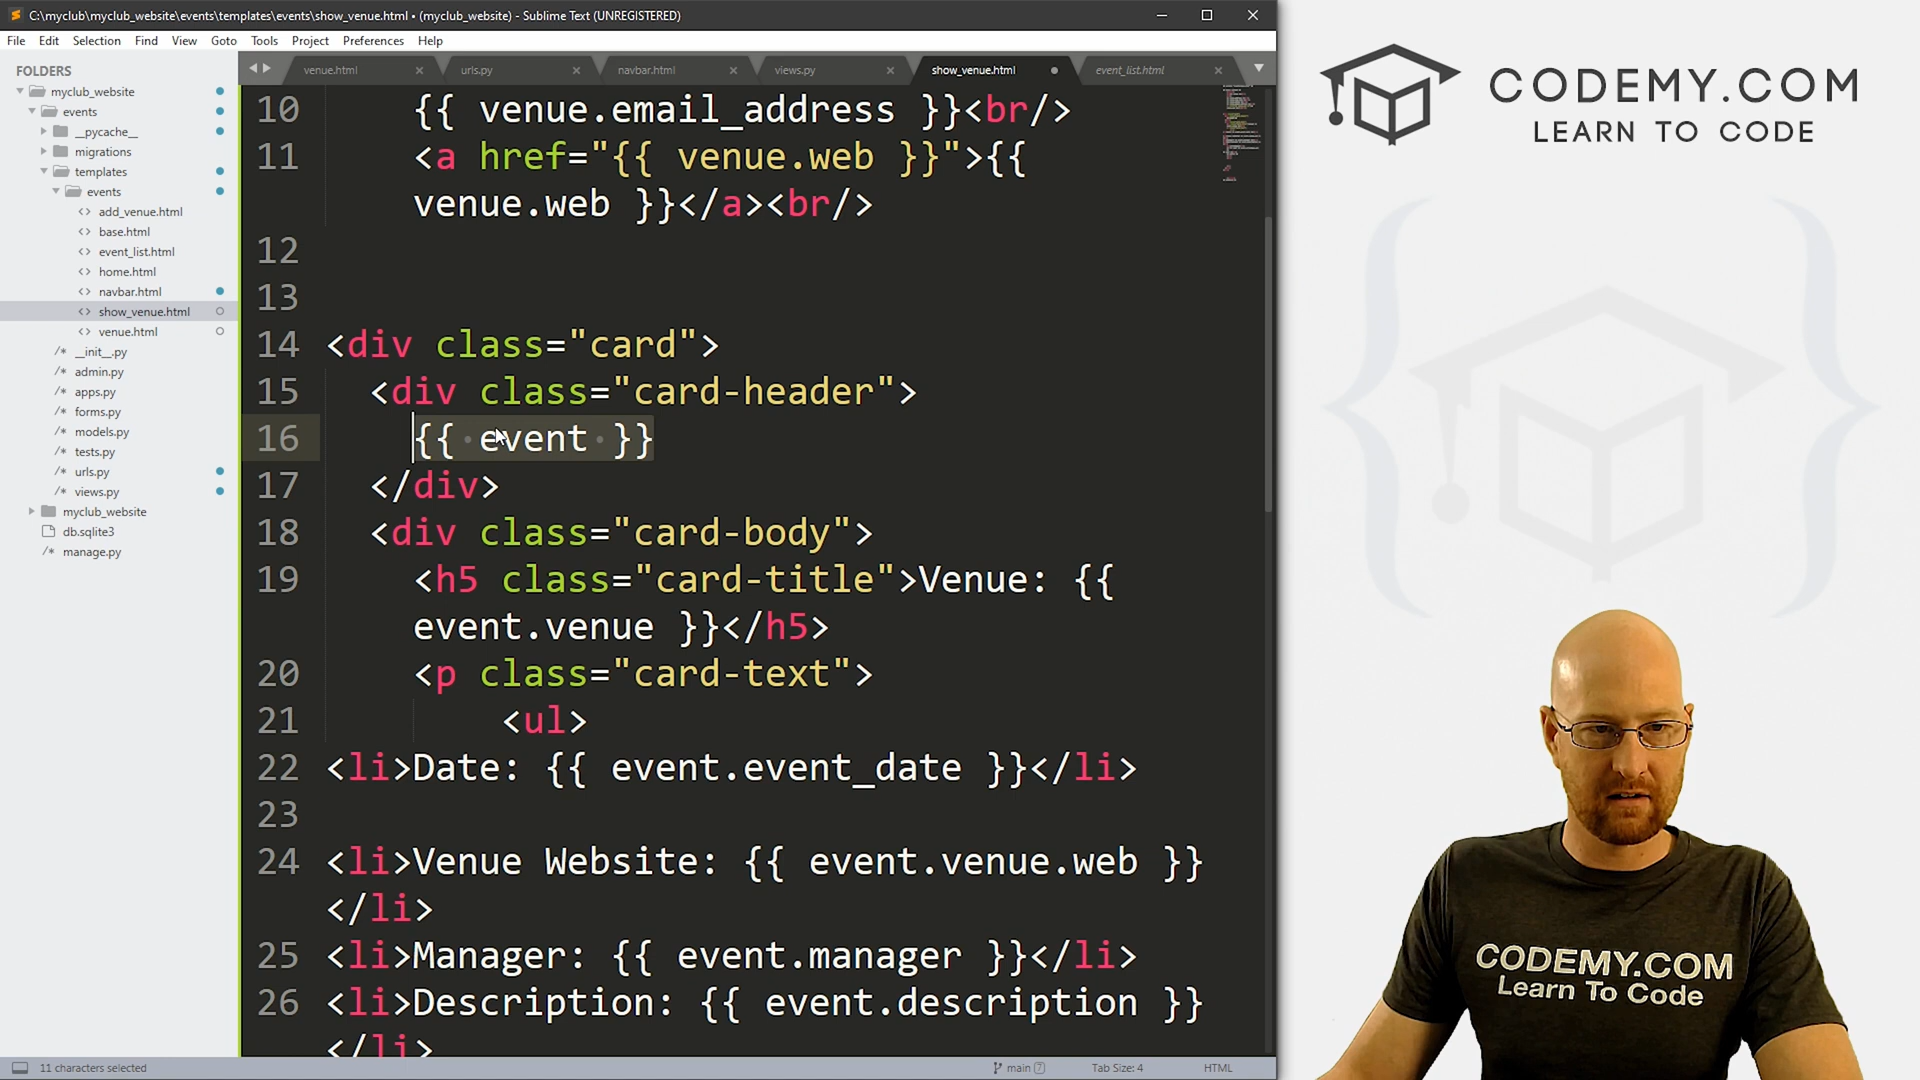 C:\myclub\myclub_website\events\templates\events\show_venue.html • (myclub_website) - Sublime Text (UNREGISTERED)
File Edit Selection Find View Goto Tools Project Preferences Help
FOLDERS
myclub_website
events
__pycache__
migrations
templates
events
add_venue.html
base.html
event_list.html
home.html
navbar.html
show_venue.html
venue.html
__init__.py
admin.py
apps.py
forms.py
models.py
tests.py
urls.py
views.py
myclub_website
db.sqlite3
manage.py
venue.html urls.py navbar.html views.py show_venue.html event_list.html
10 {{ venue.email_address }}<br/>
11 <a href="{{ venue.web }}">{{
venue.web }}</a><br/>
12
13
14 <div class="card">
15 <div class="card-header">
16 {{ event }}
17 </div>
18 <div class="card-body">
19 <h5 class="card-title">Venue: {{
event.venue }}</h5>
20 <p class="card-text">
21 <ul>
22 <li>Date: {{ event.event_date }}</li>
23
24 <li>Venue Website: {{ event.venue.web }}
</li>
25 <li>Manager: {{ event.manager }}</li>
26 <li>Description: {{ event.description }}
</li>
11 characters selected
main 7
Tab Size: 4
HTML
CODEMY.COM
LEARN TO CODE
CODEMY.COM
Learn To Code